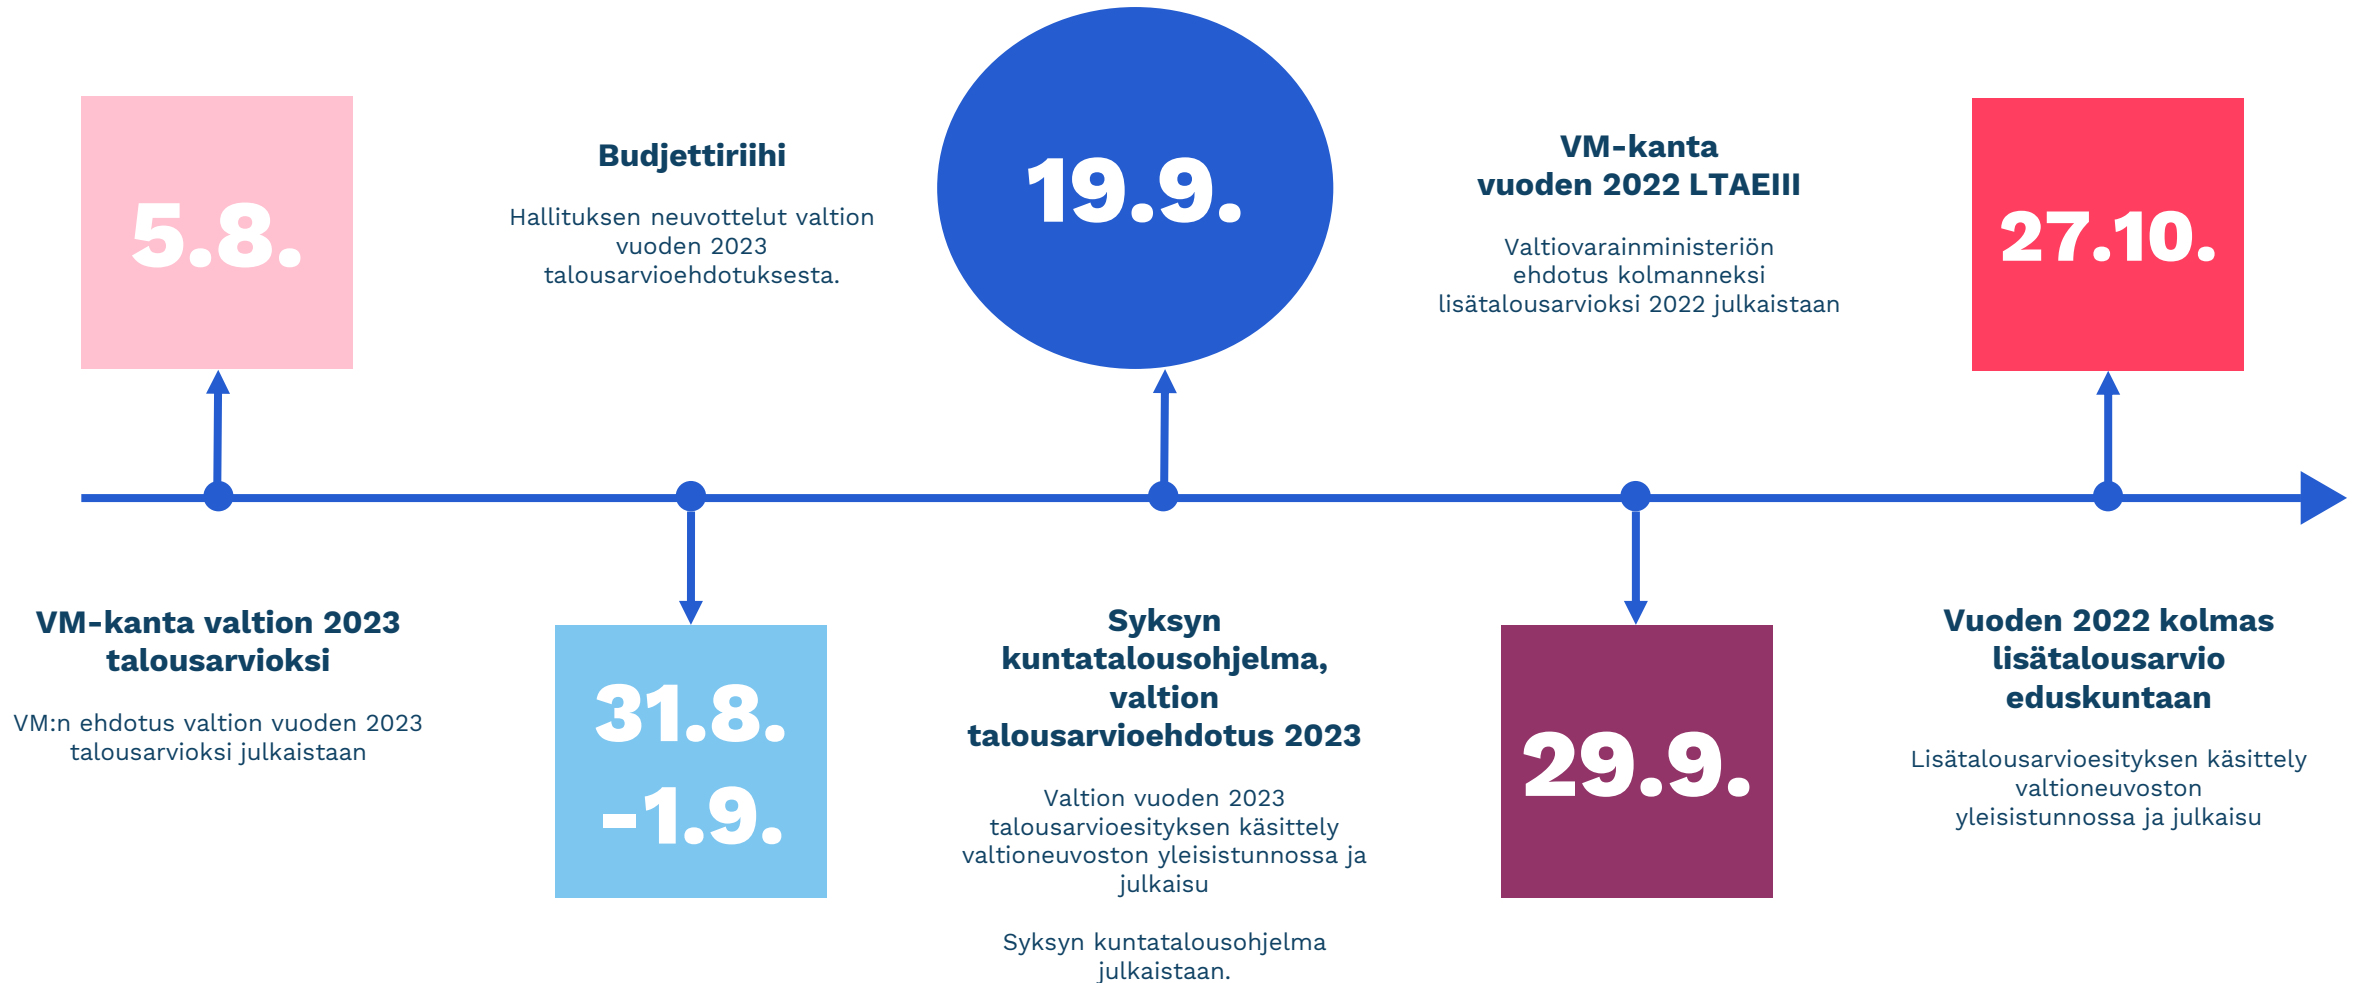 5.8.
VM-kanta valtion 2023
talousarvioksi
VM:n ehdotus valtion vuoden 2023
talousarvioksi julkaistaan
Budjettiriihi
Hallituksen neuvottelut valtion
vuoden 2023
talousarvioehdotuksesta.
31.8.
-1.9.
19.9.
Syksyn
kuntatalousohjelma,
valtion
talousarvioehdotus 2023
Valtion vuoden 2023
talousarvioesityksen käsittely
valtioneuvoston yleisistunnossa ja
julkaisu
Syksyn kuntatalousohjelma
julkaistaan.
VM-kanta
vuoden 2022 LTAEIII
Valtiovarainministeriön
ehdotus kolmanneksi
lisätalousarvioksi 2022 julkaistaan
29.9.
27.10.
Vuoden 2022 kolmas
lisätalousarvio
eduskuntaan
Lisätalousarvioesityksen käsittely
valtioneuvoston
yleisistunnossa ja julkaisu